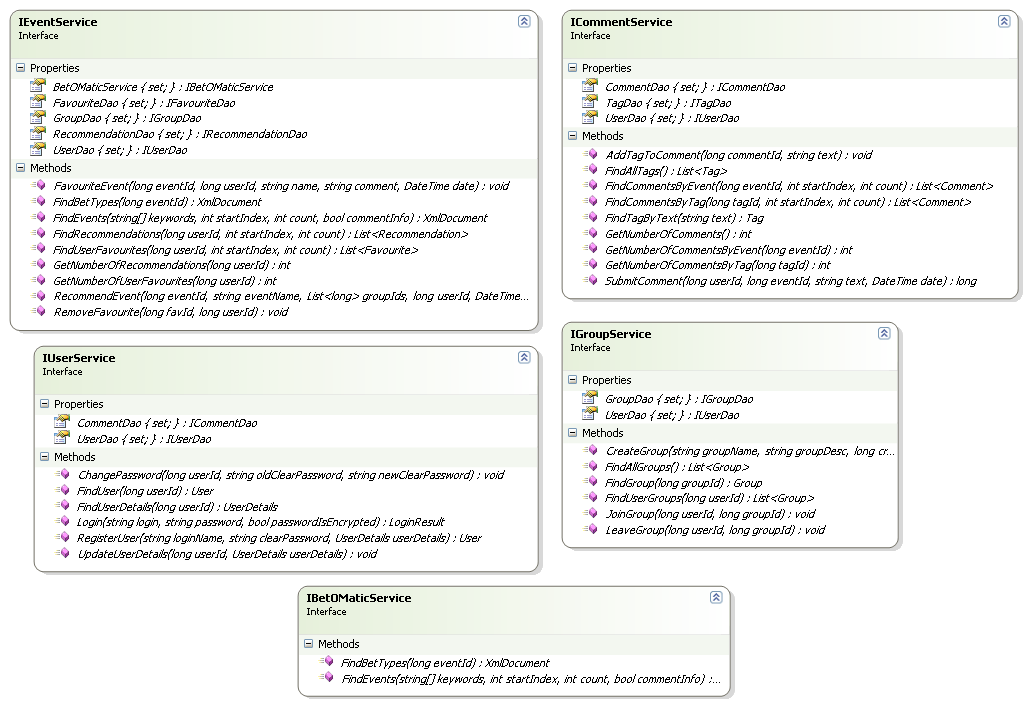 IEventService
Interface
Properties
BetOMaticService { set; } : IBetOMaticService
FavouriteDao { set; } : IFavouriteDao
GroupDao { set; } : IGroupDao
RecommendationDao { set; } : IRecommendationDao
UserDao { set; } : IUserDao
Methods
FavouriteEvent(long eventId, long userId, string name, string comment, DateTime date) : void
FindBetTypes(long eventId) : XmlDocument
FindEvents(string[] keywords, int startIndex, int count, bool commentInfo) : XmlDocument
FindRecommendations(long userId, int startIndex, int count) : List<Recommendation>
FindUserFavourites(long userId, int startIndex, int count) : List<Favourite>
GetNumberOfRecommendations(long userId) : int
GetNumberOfUserFavourites(long userId) : int
RecommendEvent(long eventId, string eventName, List<long> groupIds, long userId, DateTime...
RemoveFavourite(long favId, long userId) : void
ICommentService
Interface
Properties
CommentDao { set; } : ICommentDao
TagDao { set; } : ITagDao
UserDao { set; } : IUserDao
Methods
AddTagToComment(long commentId, string text) : void
FindAllTags() : List<Tag>
FindCommentsByEvent(long eventId, int startIndex, int count) : List<Comment>
FindCommentsByTag(long tagId, int startIndex, int count) : List<Comment>
FindTagByText(string text) : Tag
GetNumberOfComments() : int
GetNumberOfCommentsByEvent(long eventId) : int
GetNumberOfCommentsByTag(long tagId) : int
SubmitComment(long userId, long eventId, string text, DateTime date) : long
IUserService
Interface
Properties
CommentDao { set; } : ICommentDao
UserDao { set; } : IUserDao
Methods
ChangePassword(long userId, string oldClearPassword, string newClearPassword) : void
FindUser(long userId) : User
FindUserDetails(long userId) : UserDetails
Login(string login, string password, bool passwordIsEncrypted) : LoginResult
RegisterUser(string loginName, string clearPassword, UserDetails userDetails) : User
UpdateUserDetails(long userId, UserDetails userDetails) : void
IGroupService
Interface
Properties
GroupDao { set; } : IGroupDao
UserDao { set; } : IUserDao
Methods
CreateGroup(string groupName, string groupDesc, long cr...
FindAllGroups() : List<Group>
FindGroup(long groupId) : Group
FindUserGroups(long userId) : List<Group>
JoinGroup(long userId, long groupId) : void
LeaveGroup(long userId, long groupId) : void
IBetOMaticService
Interface
Methods
FindBetTypes(long eventId) : XmlDocument
FindEvents(string[] keywords, int startIndex, int count, bool commentInfo) :...